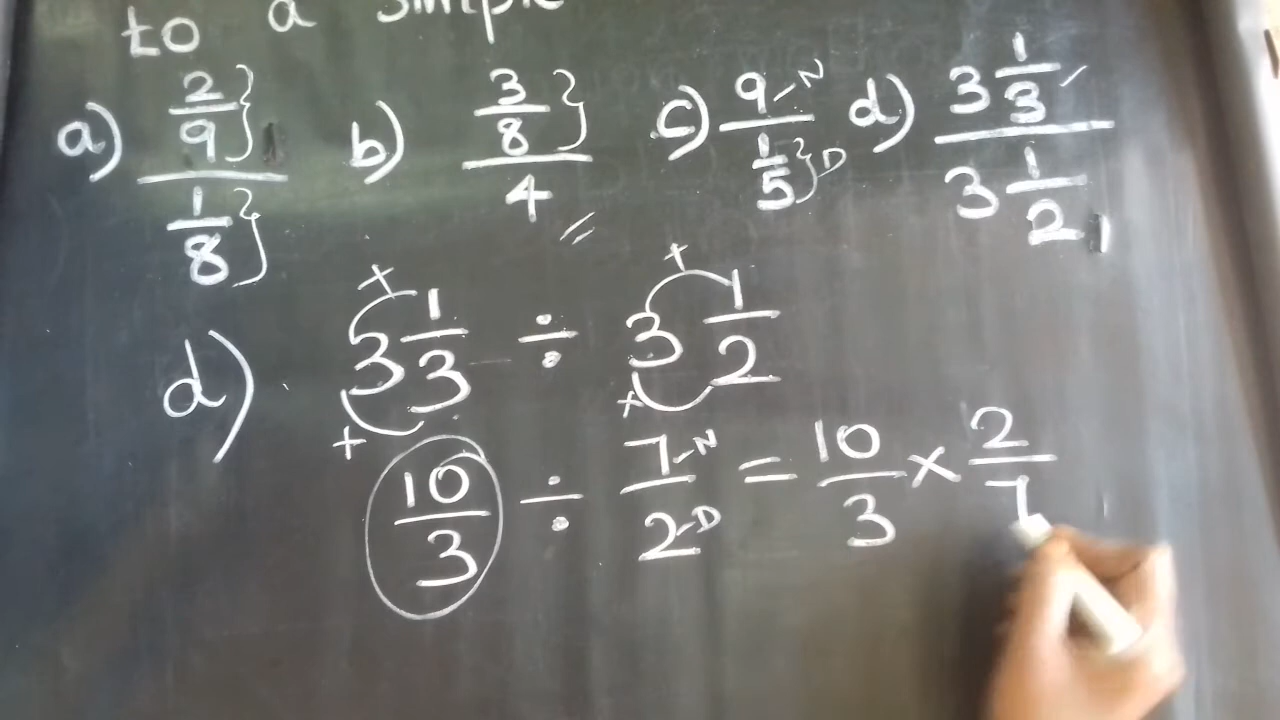 to a simple
a) 2/9 } / 1/8 } b) 3/8 } / 4 c) 9 - N / 1/5 } D d) 3 1/3 / 3 1/2
d) 3 1/3 ÷ 3 1/2
10/3 ÷ 7 - N / 2 - D = 10/3 × 2/7